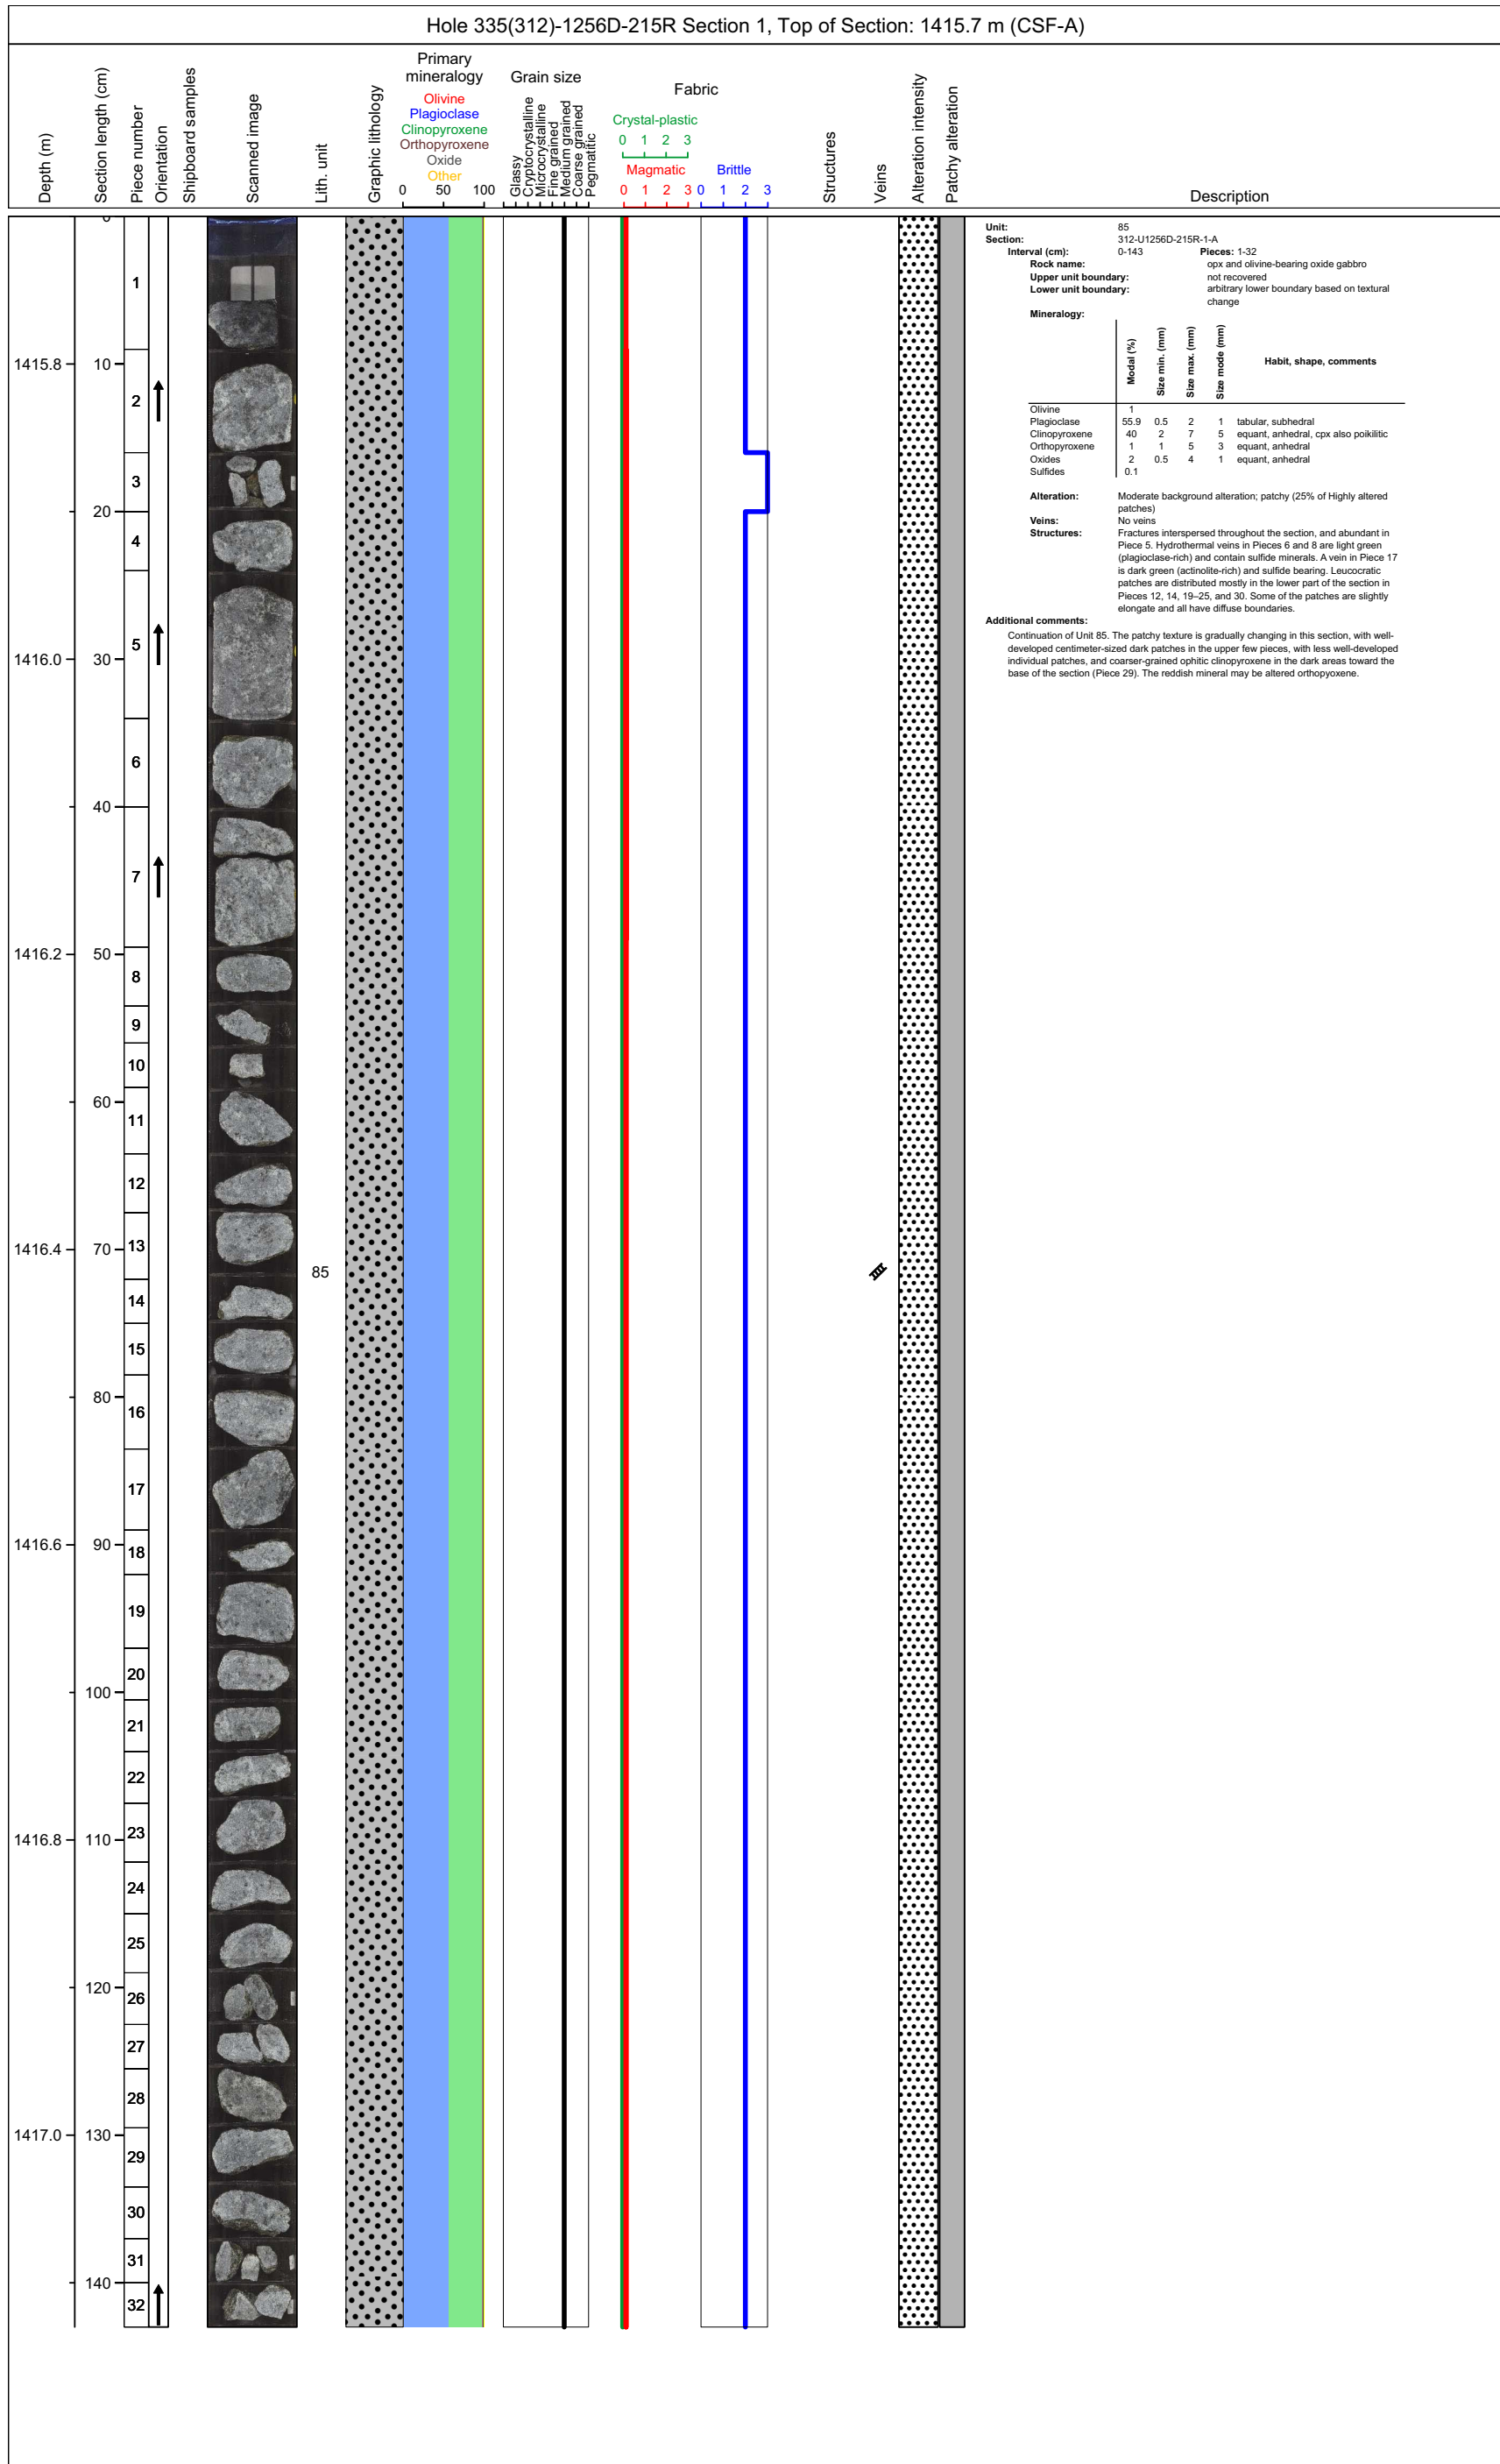 Hole 335(312)-1256D-215R Section 1, Top of Section: 1415.7 m (CSF-A)
Depth (m)
Section length (cm)
Piece number
Orientation
Shipboard samples
Scanned image
Lith. unit
Graphic lithology
Primary
mineralogy
Olivine
Plagioclase
Clinopyroxene
Orthopyroxene
Oxide
Other
0 50 100
Grain size
Glassy
Cryptocrystalline
Microcrystalline
Fine grained
Medium grained
Coarse grained
Pegmatitic
Fabric
Crystal-plastic
0 1 2 3
Magmatic
0 1 2 3
Brittle
0 1 2 3
Structures
Veins
Alteration intensity
Patchy alteration
Description
0
1
1415.8
10
2
3
20
4
5
1416.0
30
6
40
7
1416.2
50
8
9
10
60
11
12
13
1416.4
70
85
14
15
80
16
17
1416.6
90
18
19
20
100
21
22
1416.8
110
23
24
25
120
26
27
28
1417.0
130
29
30
31
140
32
Unit: 85
Section: 312-U1256D-215R-1-A
Interval (cm): 0-143 Pieces: 1-32
Rock name: opx and olivine-bearing oxide gabbro
Upper unit boundary: not recovered
Lower unit boundary: arbitrary lower boundary based on textural
change
Mineralogy:
Modal (%)
Size min. (mm)
Size max. (mm)
Size mode (mm)
Habit, shape, comments
Olivine 1
Plagioclase 55.9 0.5 2 1 tabular, subhedral
Clinopyroxene 40 2 7 5 equant, anhedral, cpx also poikilitic
Orthopyroxene 1 1 5 3 equant, anhedral
Oxides 2 0.5 4 1 equant, anhedral
Sulfides 0.1
Alteration: Moderate background alteration; patchy (25% of Highly altered
patches)
Veins: No veins
Structures: Fractures interspersed throughout the section, and abundant in
Piece 5. Hydrothermal veins in Pieces 6 and 8 are light green
(plagioclase-rich) and contain sulfide minerals. A vein in Piece 17
is dark green (actinolite-rich) and sulfide bearing. Leucocratic
patches are distributed mostly in the lower part of the section in
Pieces 12, 14, 19–25, and 30. Some of the patches are slightly
elongate and all have diffuse boundaries.
Additional comments:
Continuation of Unit 85. The patchy texture is gradually changing in this section, with well-
developed centimeter-sized dark patches in the upper few pieces, with less well-developed
individual patches, and coarser-grained ophitic clinopyroxene in the dark areas toward the
base of the section (Piece 29). The reddish mineral may be altered orthopyoxene.